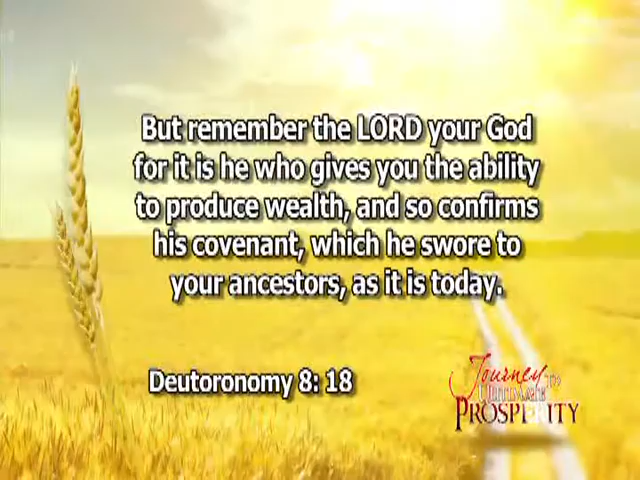 But remember the LORD your God
for it is he who gives you the ability
to produce wealth, and so confirms
his covenant, which he swore to
your ancestors, as it is today.
Deutoronomy 8: 18
Journey TO
ULTIMATE
PROSPERITY